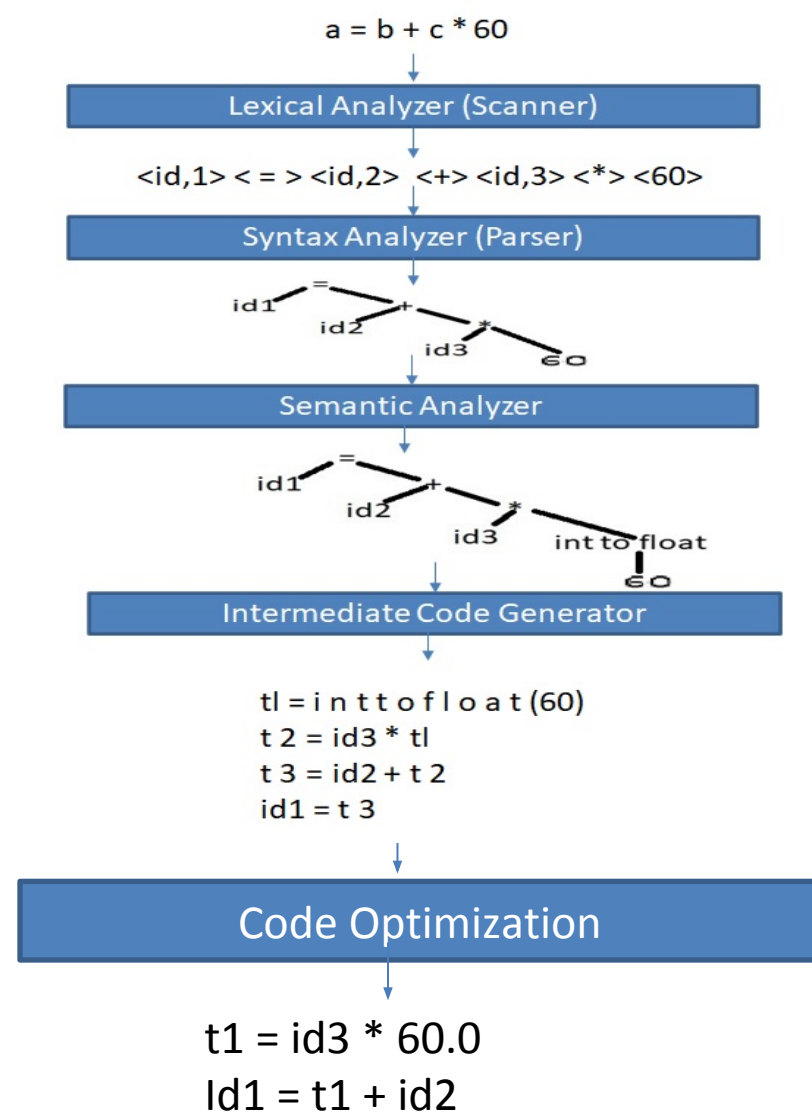 a = b + c * 60
Lexical Analyzer (Scanner)
<id,1> < = > <id,2> <+> <id,3> <*> <60>
Syntax Analyzer (Parser)
=
id1
+
id2
*
id3
60
Semantic Analyzer
=
id1
+
id2
*
id3
int to float
60
Intermediate Code Generator
tl = i n t t o f l o a t (60)
t 2 = id3 * tl
t 3 = id2 + t 2
id1 = t 3
Code Optimization
t1 = id3 * 60.0
Id1 = t1 + id2